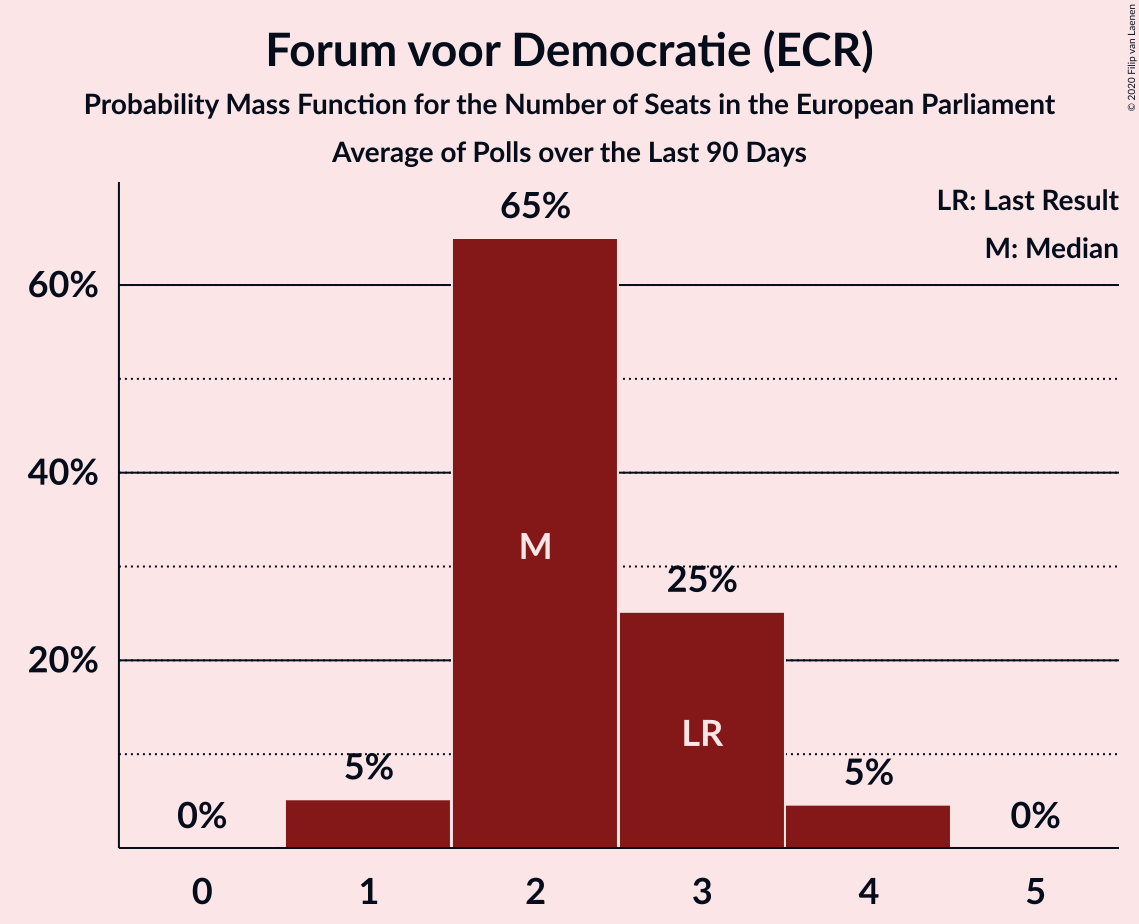 Forum voor Democratie (ECR)
Probability Mass Function for the Number of Seats in the European Parliament
Average of Polls over the Last 90 Days
© 2020 Filip van Laenen
LR: Last Result
M: Median
65%
60%
40%
M
25%
20%
LR
5%
5%
0%
0%
0 1 2 3 4 5